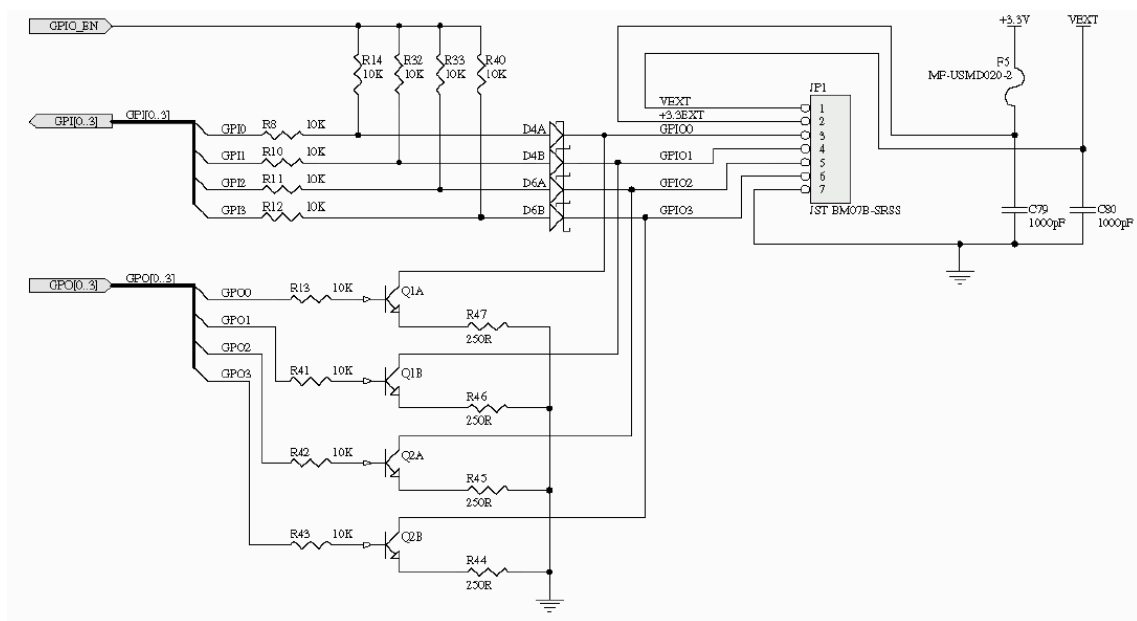 GPIO_EN
+3.3V VEXT
R14 R32 R33 R40
10K 10K 10K 10K
F5
MF-USMD020-2
JP1
GPI[0..3] GPI[0..3]
GPI0 R8 10K D4A GPIO0
GPI1 R10 10K D4B GPIO1
GPI2 R11 10K D6A GPIO2
GPI3 R12 10K D6B GPIO3
VEXT
+3.3EXT
1
2
3
4
5
6
7
JST BM07B-SRSS
C79
1000pF
C80
1000pF
GPO[0..3] GPO[0..3]
GPO0 R13 10K Q1A
GPO1
GPO2
GPO3
R47
250R
R41 10K Q1B
R46
250R
R42 10K Q2A
R45
250R
R43 10K Q2B
R44
250R